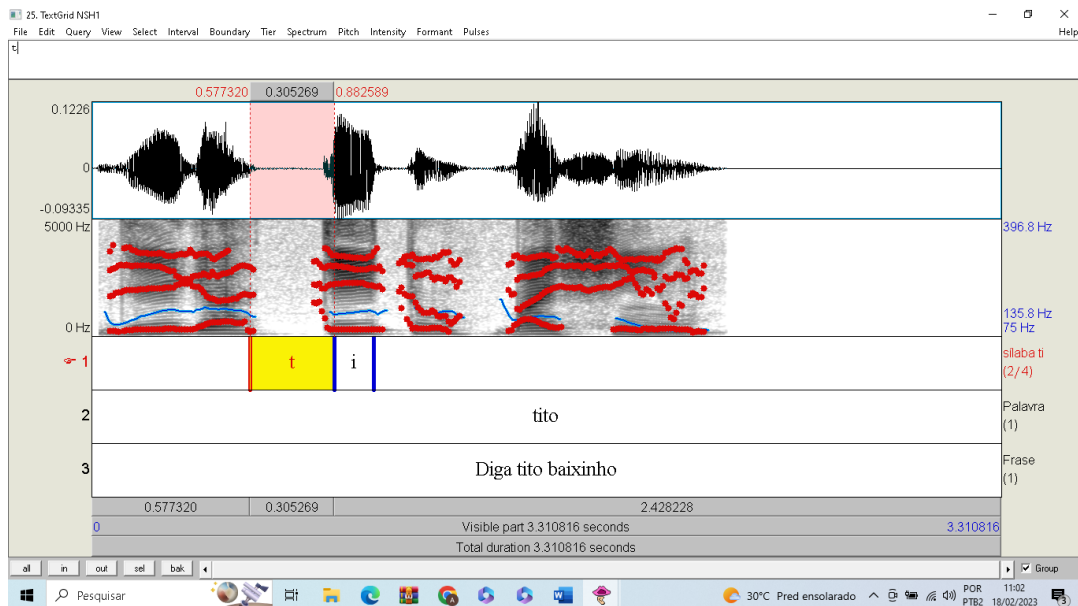 25. TextGrid NSH1
File Edit Query View Select Interval Boundary Tier Spectrum Pitch Intensity Formant Pulses Help
t
0.577320 0.305269 0.882589
0.1226
0
-0.09335
5000 Hz 396.8 Hz
135.8 Hz
0 Hz 75 Hz
1 t i sílaba ti
(2/4)
2 tito Palavra
(1)
3 Diga tito baixinho Frase
(1)
0.577320 0.305269 2.428228
0 Visible part 3.310816 seconds 3.310816
Total duration 3.310816 seconds
all in out sel bak Group
Pesquisar 30°C Pred ensolarado POR 11:02
PTB2 18/02/2023 3